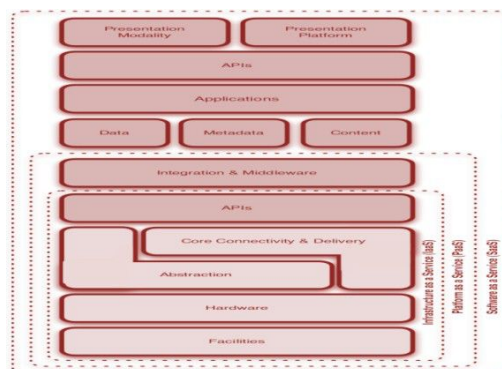 Presentation
Modality
Presentation
Platform
APIs
Applications
Data
Metadata
Content
Integration & Middleware
APIs
Core Connectivity & Delivery
Abstraction
Hardware
Facilities
Infrastructure as a Service (IaaS)
Platform as a Service (PaaS)
Software as a Service (SaaS)